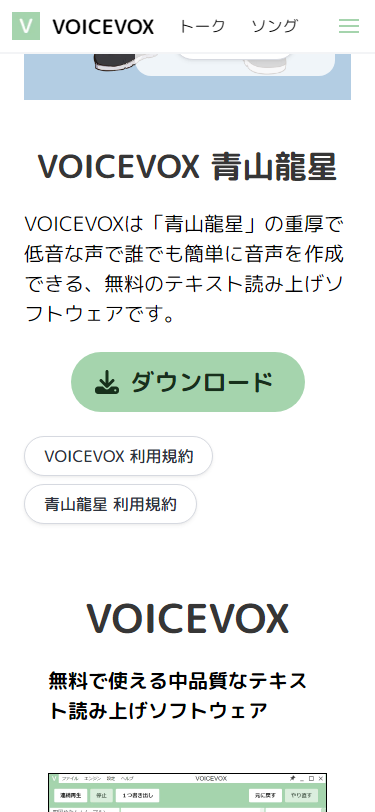 V VOICEVOX トーク ソング
VOICEVOX 青山龍星
VOICEVOXは「青山龍星」の重厚で
低音な声で誰でも簡単に音声を作成
できる、無料のテキスト読み上げソ
フトウェアです。
ダウンロード
VOICEVOX 利用規約
青山龍星 利用規約
VOICEVOX
無料で使える中品質なテキス
ト読み上げソフトウェア
V ファイル エンジン 設定 ヘルプ VOICEVOX
連続再生 停止 1つ書き出し 元に戻す やり直す